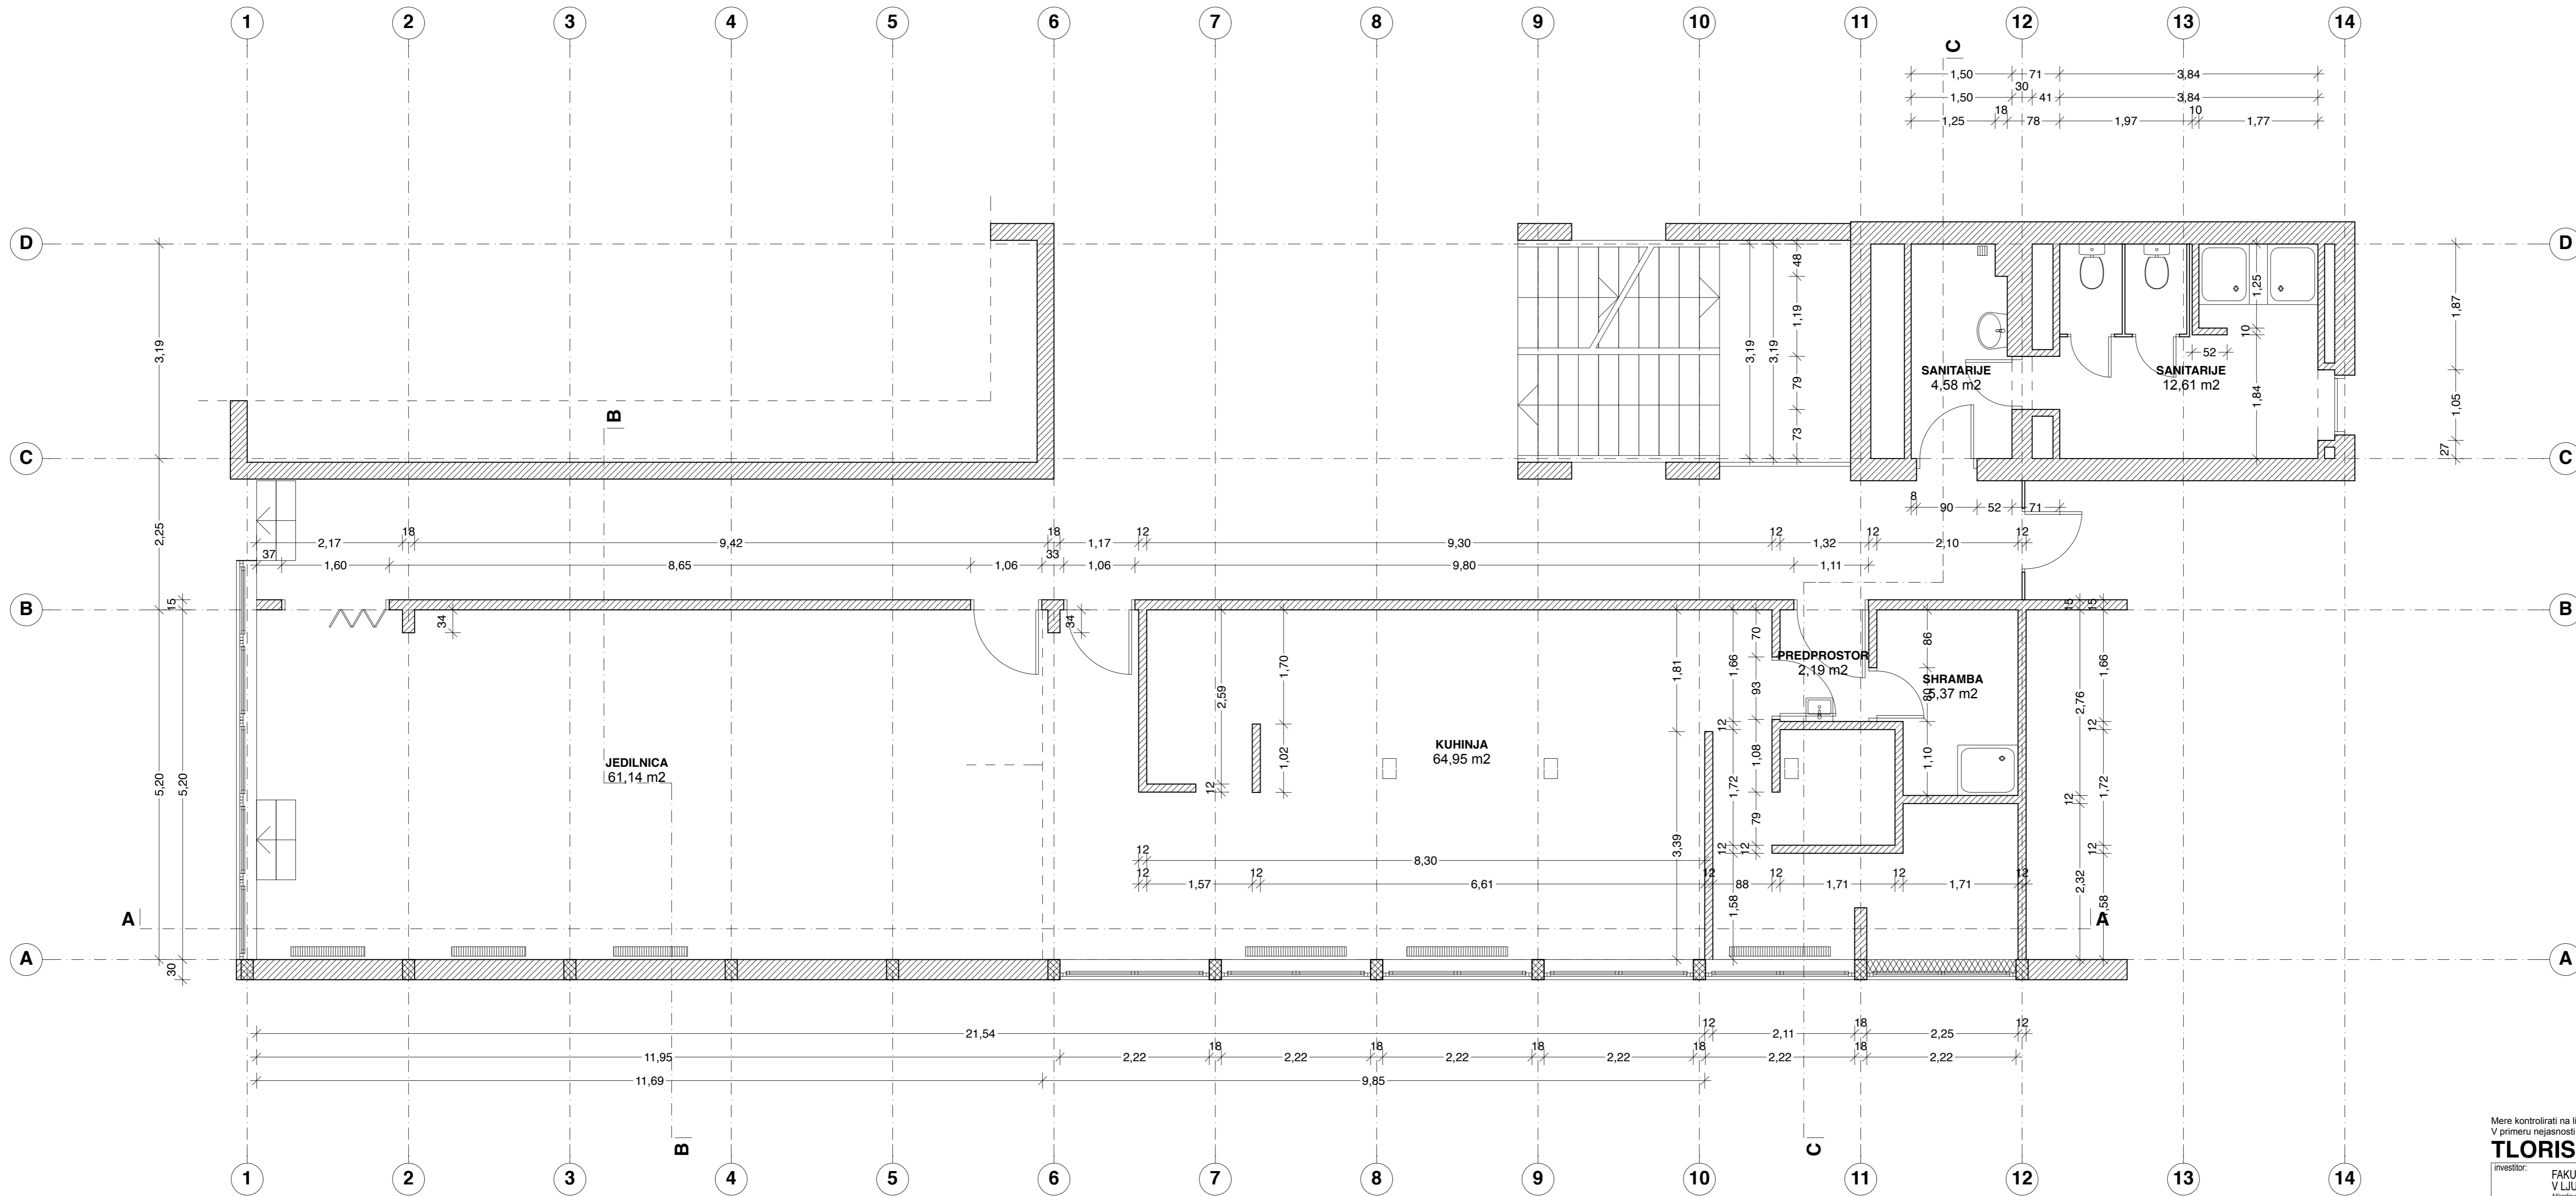 1 2 3 4 5 6 7 8 9 10 11 12 13 14
C
1,50 71 3,84
30
1,50 41 3,84
18 10
1,25 78 1,97 1,77
D D
3,19
2,25
15
5,20 5,20
30
3,19 3,19
48
1,19
79
73
1,25
10
52
1,84
1,87
1,05
27
SANITARIJE
4,58 m2
SANITARIJE
12,61 m2
B
C C
8 90 52 71
18 18 12 12 12 12
2,17 9,42 1,17 9,30 1,32 2,10
37 33
1,60 8,65 1,06 1,06 9,80 1,11
B B
34 34
2,59
12
1,70
1,02
1,81
3,39
1,66
12
1,72
12
1,58
70
93
1,08
79
12
86
80
1,10
15 15
2,76
12
2,32
1,66
12
1,72
12
1,58
PREDPROSTOR
2,19 m2
SHRAMBA
5,37 m2
JEDILNICA
61,14 m2
KUHINJA
64,95 m2
12
8,30
12 12 12 12 12 12
1,57 6,61 88 1,71 1,71
A A
A A
12 18 12
21,54 2,11 2,25
18 18 18 18 18
11,95 2,22 2,22 2,22 2,22 2,22 2,22
11,69 9,85
B C
1 2 3 4 5 6 7 8 9 10 11 12 13 14
Mere kontrolirati na
V primeru nejasnosti
TLORIS
investitor: